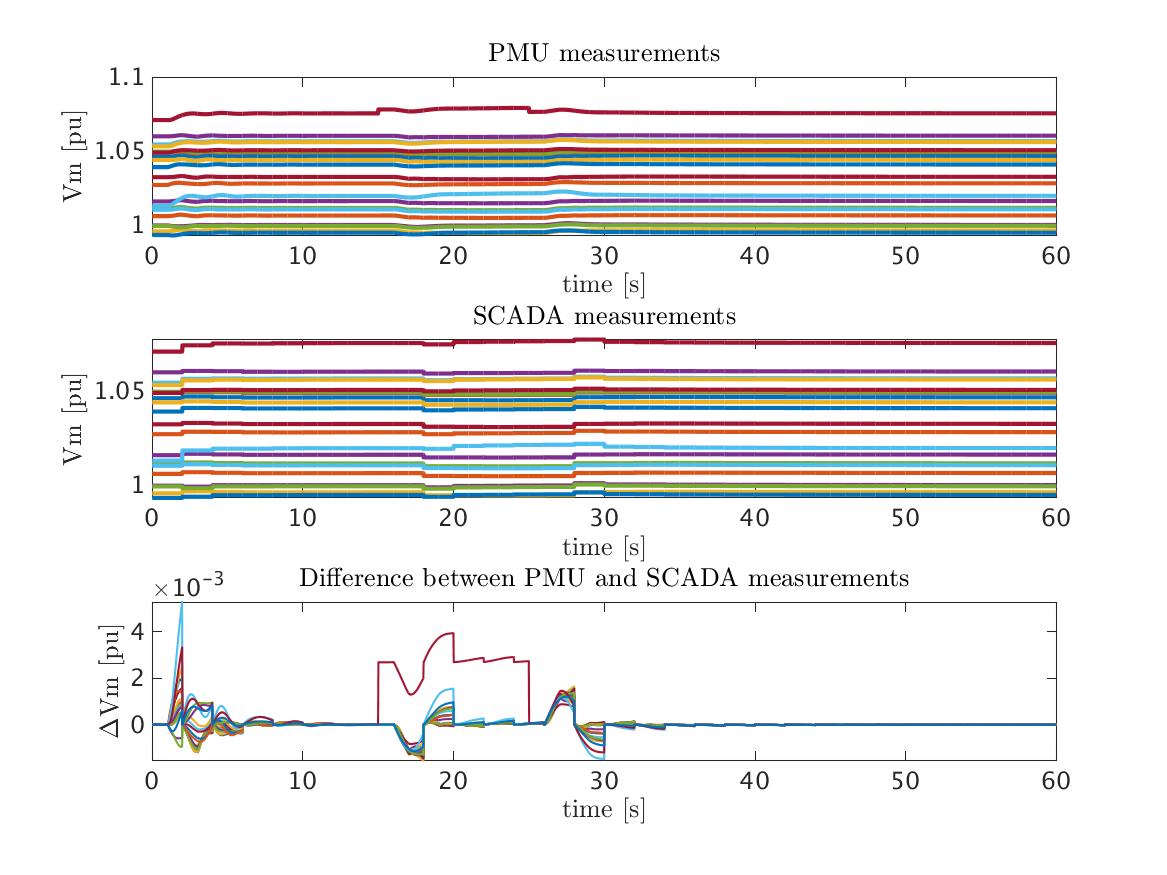 PMU measurements
1.1
1.05
1
Vm [pu]
0 10 20 30 40 50 60
time [s]
SCADA measurements
1.05
1
Vm [pu]
0 10 20 30 40 50 60
time [s]
Difference between PMU and SCADA measurements
×10⁻³
4
2
0
ΔVm [pu]
0 10 20 30 40 50 60
time [s]